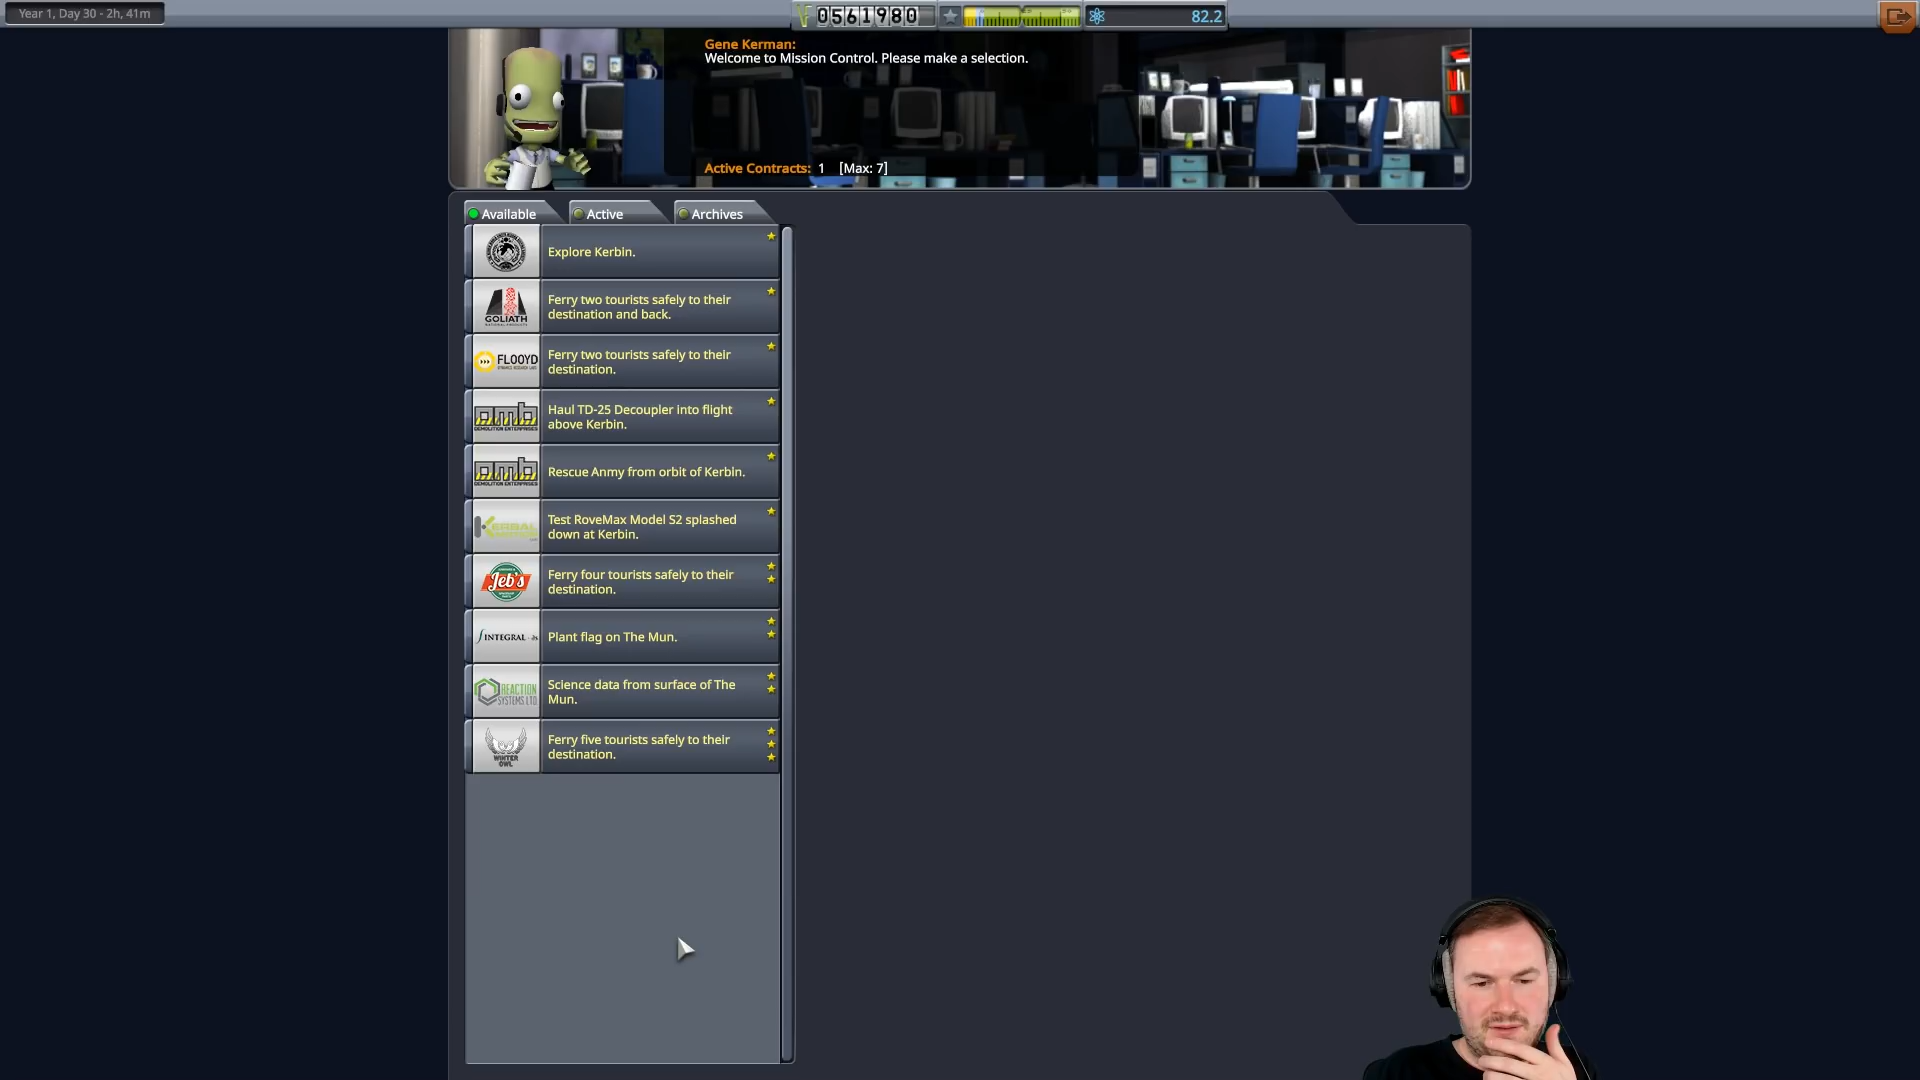 Year 1, Day 30 - 2h, 41m
0561980
82.2
Gene Kerman:
Welcome to Mission Control. Please make a selection.
Active Contracts: 1 [Max: 7]
Available
Active
Archives
Explore Kerbin.
GOLIATH
Ferry two tourists safely to their
destination and back.
FLOOYD
Ferry two tourists safely to their
destination.
DEMOLITION ENTERPRISES
Haul TD-25 Decoupler into flight
above Kerbin.
DEMOLITION ENTERPRISES
Rescue Anmy from orbit of Kerbin.
KERBAL
Test RoveMax Model S2 splashed
down at Kerbin.
Jeb's
Ferry four tourists safely to their
destination.
INTEGRAL
Plant flag on The Mun.
REACTION
SYSTEMS LTD
Science data from surface of The
Mun.
WINTER
OWL
Ferry five tourists safely to their
destination.